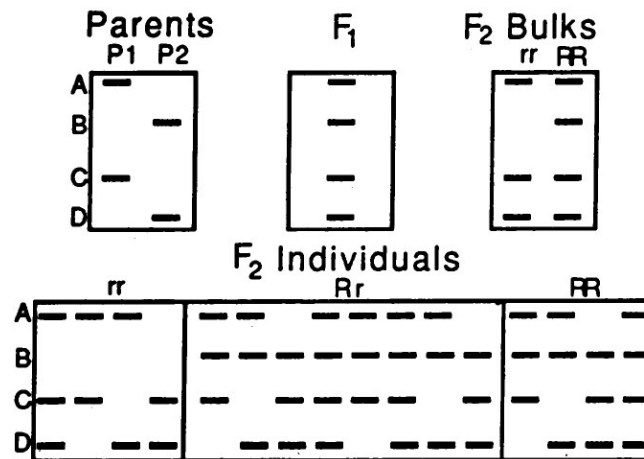 Parents F₁ F₂ Bulks
P1 P2 rr RR
A
B
C
D
F₂ Individuals
rr Rr RR
A
B
C
D